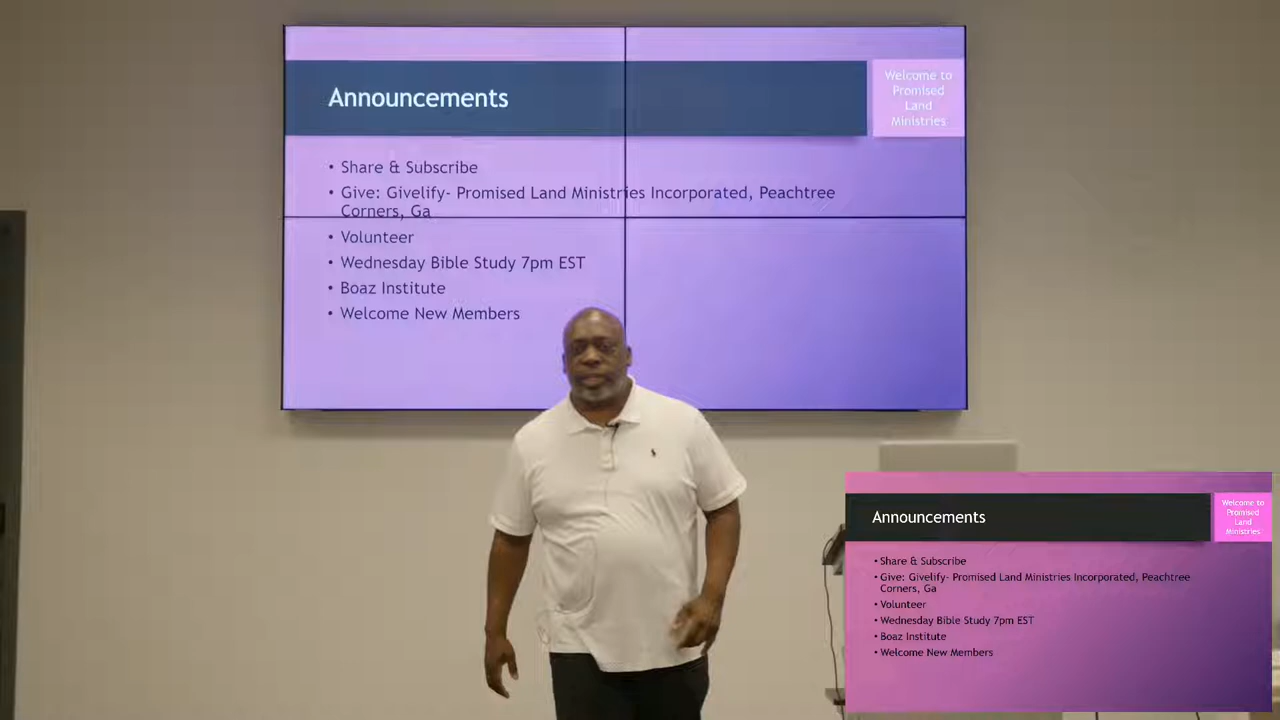 Announcements
Welcome to
Promised
Land
Ministries
• Share & Subscribe
• Give: Givelify- Promised Land Ministries Incorporated, Peachtree
Corners, Ga
• Volunteer
• Wednesday Bible Study 7pm EST
• Boaz Institute
• Welcome New Members
Announcements
Welcome to
Promised
Land
Ministries
• Share & Subscribe
• Give: Givelify- Promised Land Ministries Incorporated, Peachtree
Corners, Ga
• Volunteer
• Wednesday Bible Study 7pm EST
• Boaz Institute
• Welcome New Members